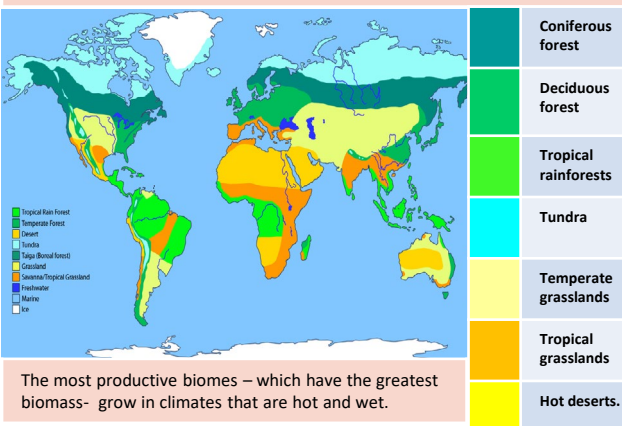 Tropical Rain Forest
Temperate Forest
Desert
Tundra
Taiga (Boreal forest)
Grassland
Savanna/Tropical Grassland
Freshwater
Marine
Ice
The most productive biomes – which have the greatest
biomass- grow in climates that are hot and wet.
Coniferous
forest
Deciduous
forest
Tropical
rainforests
Tundra
Temperate
grasslands
Tropical
grasslands
Hot deserts.